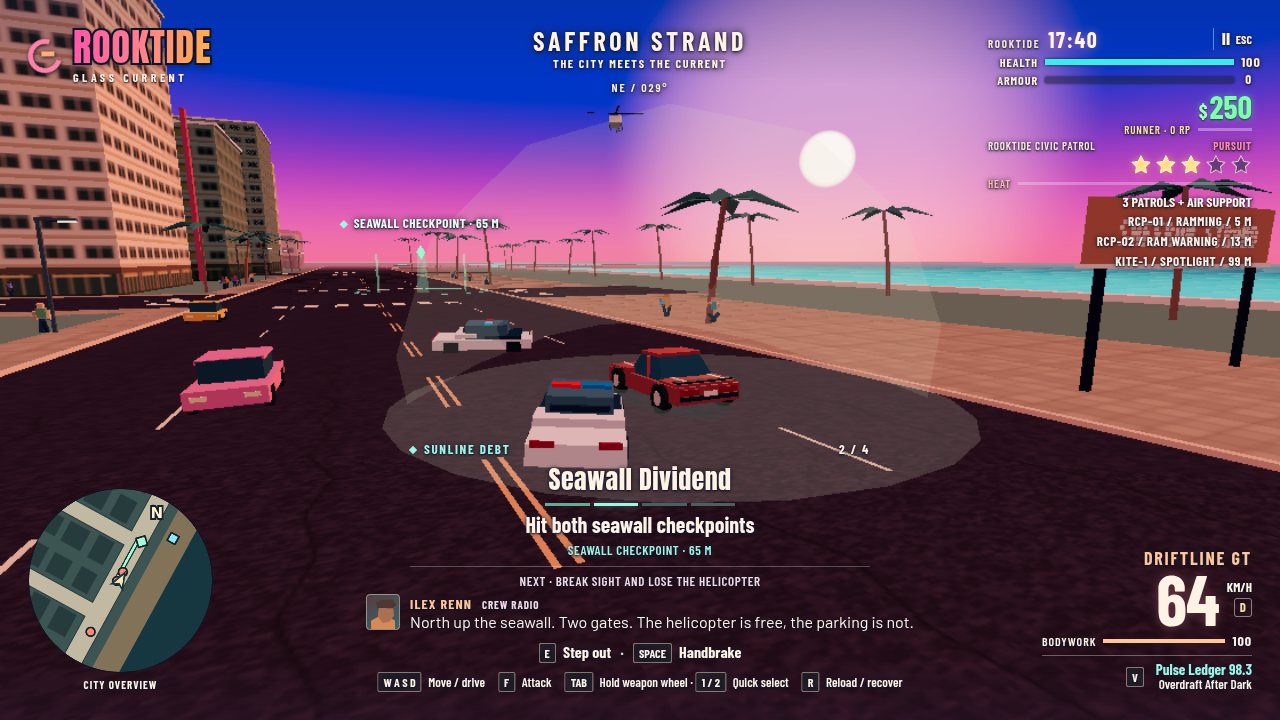 ROOKTIDE
GLASS CURRENT
SAFFRON STRAND
THE CITY MEETS THE CURRENT
NE / 029°
ROOKTIDE 17:40
ESC
HEALTH 100
ARMOUR 0
$250
RUNNER · 0 RP
ROOKTIDE CIVIC PATROL PURSUIT
HEAT
3 PATROLS + AIR SUPPORT
RCP-01 / RAMMING / 5 M
RCP-02 / RAM WARNING / 13 M
KITE-1 / SPOTLIGHT / 99 M
SEAWALL CHECKPOINT · 65 M
SUNLINE DEBT 2 / 4
Seawall Dividend
Hit both seawall checkpoints
SEAWALL CHECKPOINT · 65 M
NEXT · BREAK SIGHT AND LOSE THE HELICOPTER
ILEX RENN CREW RADIO
North up the seawall. Two gates. The helicopter is free, the parking is not.
E Step out · SPACE Handbrake
W A S D Move / drive F Attack TAB Hold weapon wheel · 1 / 2 Quick select R Reload / recover
N
CITY OVERVIEW
DRIFTLINE GT
64 KM/H
D
BODYWORK 100
V Pulse Ledger 98.3
Overdraft After Dark